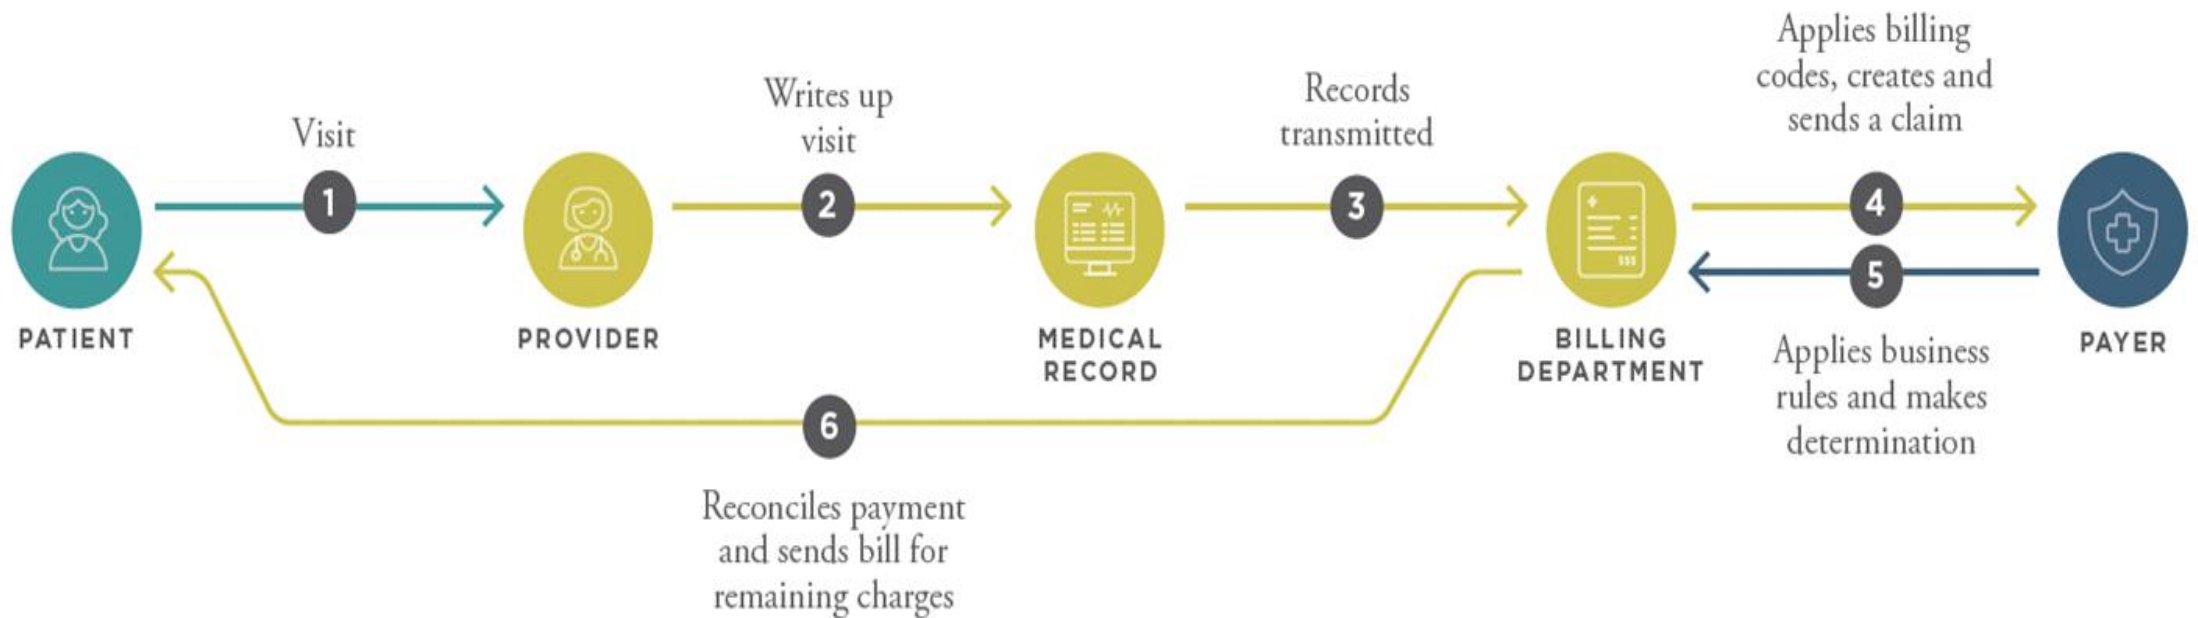 Visit
1
Writes up
visit
2
Records
transmitted
3
Applies billing
codes, creates and
sends a claim
4
5
Applies business
rules and makes
determination
PATIENT
PROVIDER
MEDICAL
RECORD
BILLING
DEPARTMENT
$$$
PAYER
6
Reconciles payment
and sends bill for
remaining charges